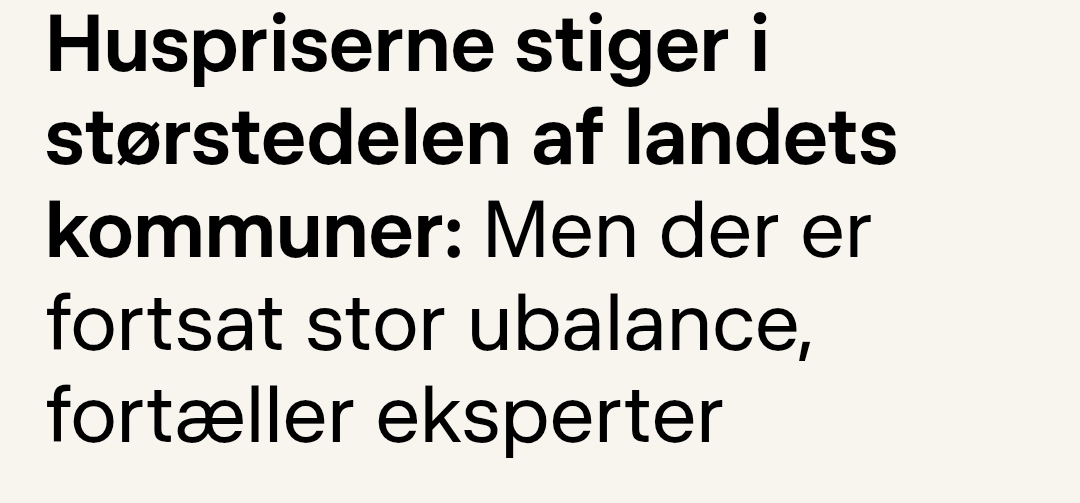 Huspriserne stiger i
størstedelen af landets
kommuner: Men der er
fortsat stor ubalance,
fortæller eksperter